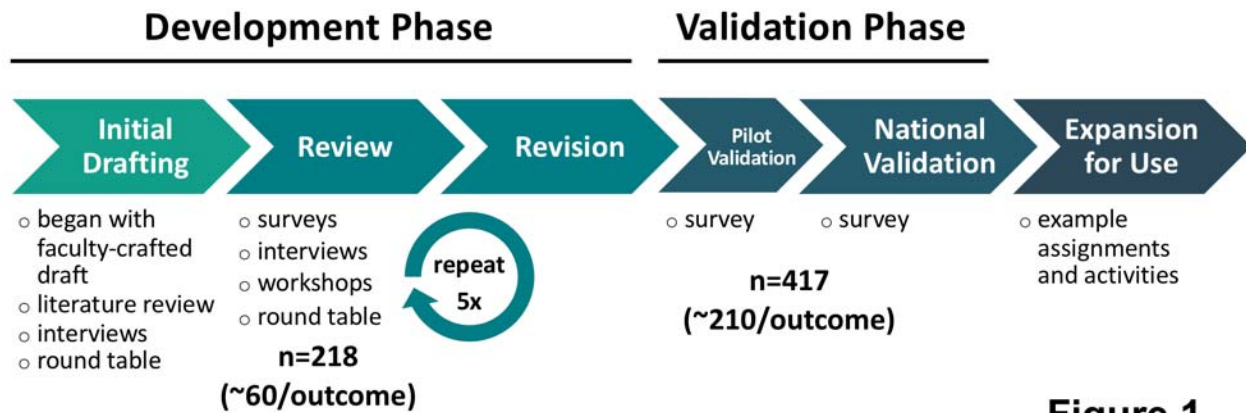 Development Phase
Validation Phase
Initial
Drafting
Review
Revision
Pilot
Validation
National
Validation
Expansion
for Use
○ began with
faculty-crafted
draft
○ literature review
○ interviews
○ round table
○ surveys
○ interviews
○ workshops
○ round table
n=218
(~60/outcome)
repeat
5x
○ survey
○ survey
n=417
(~210/outcome)
○ example
assignments
and activities
Figure 1